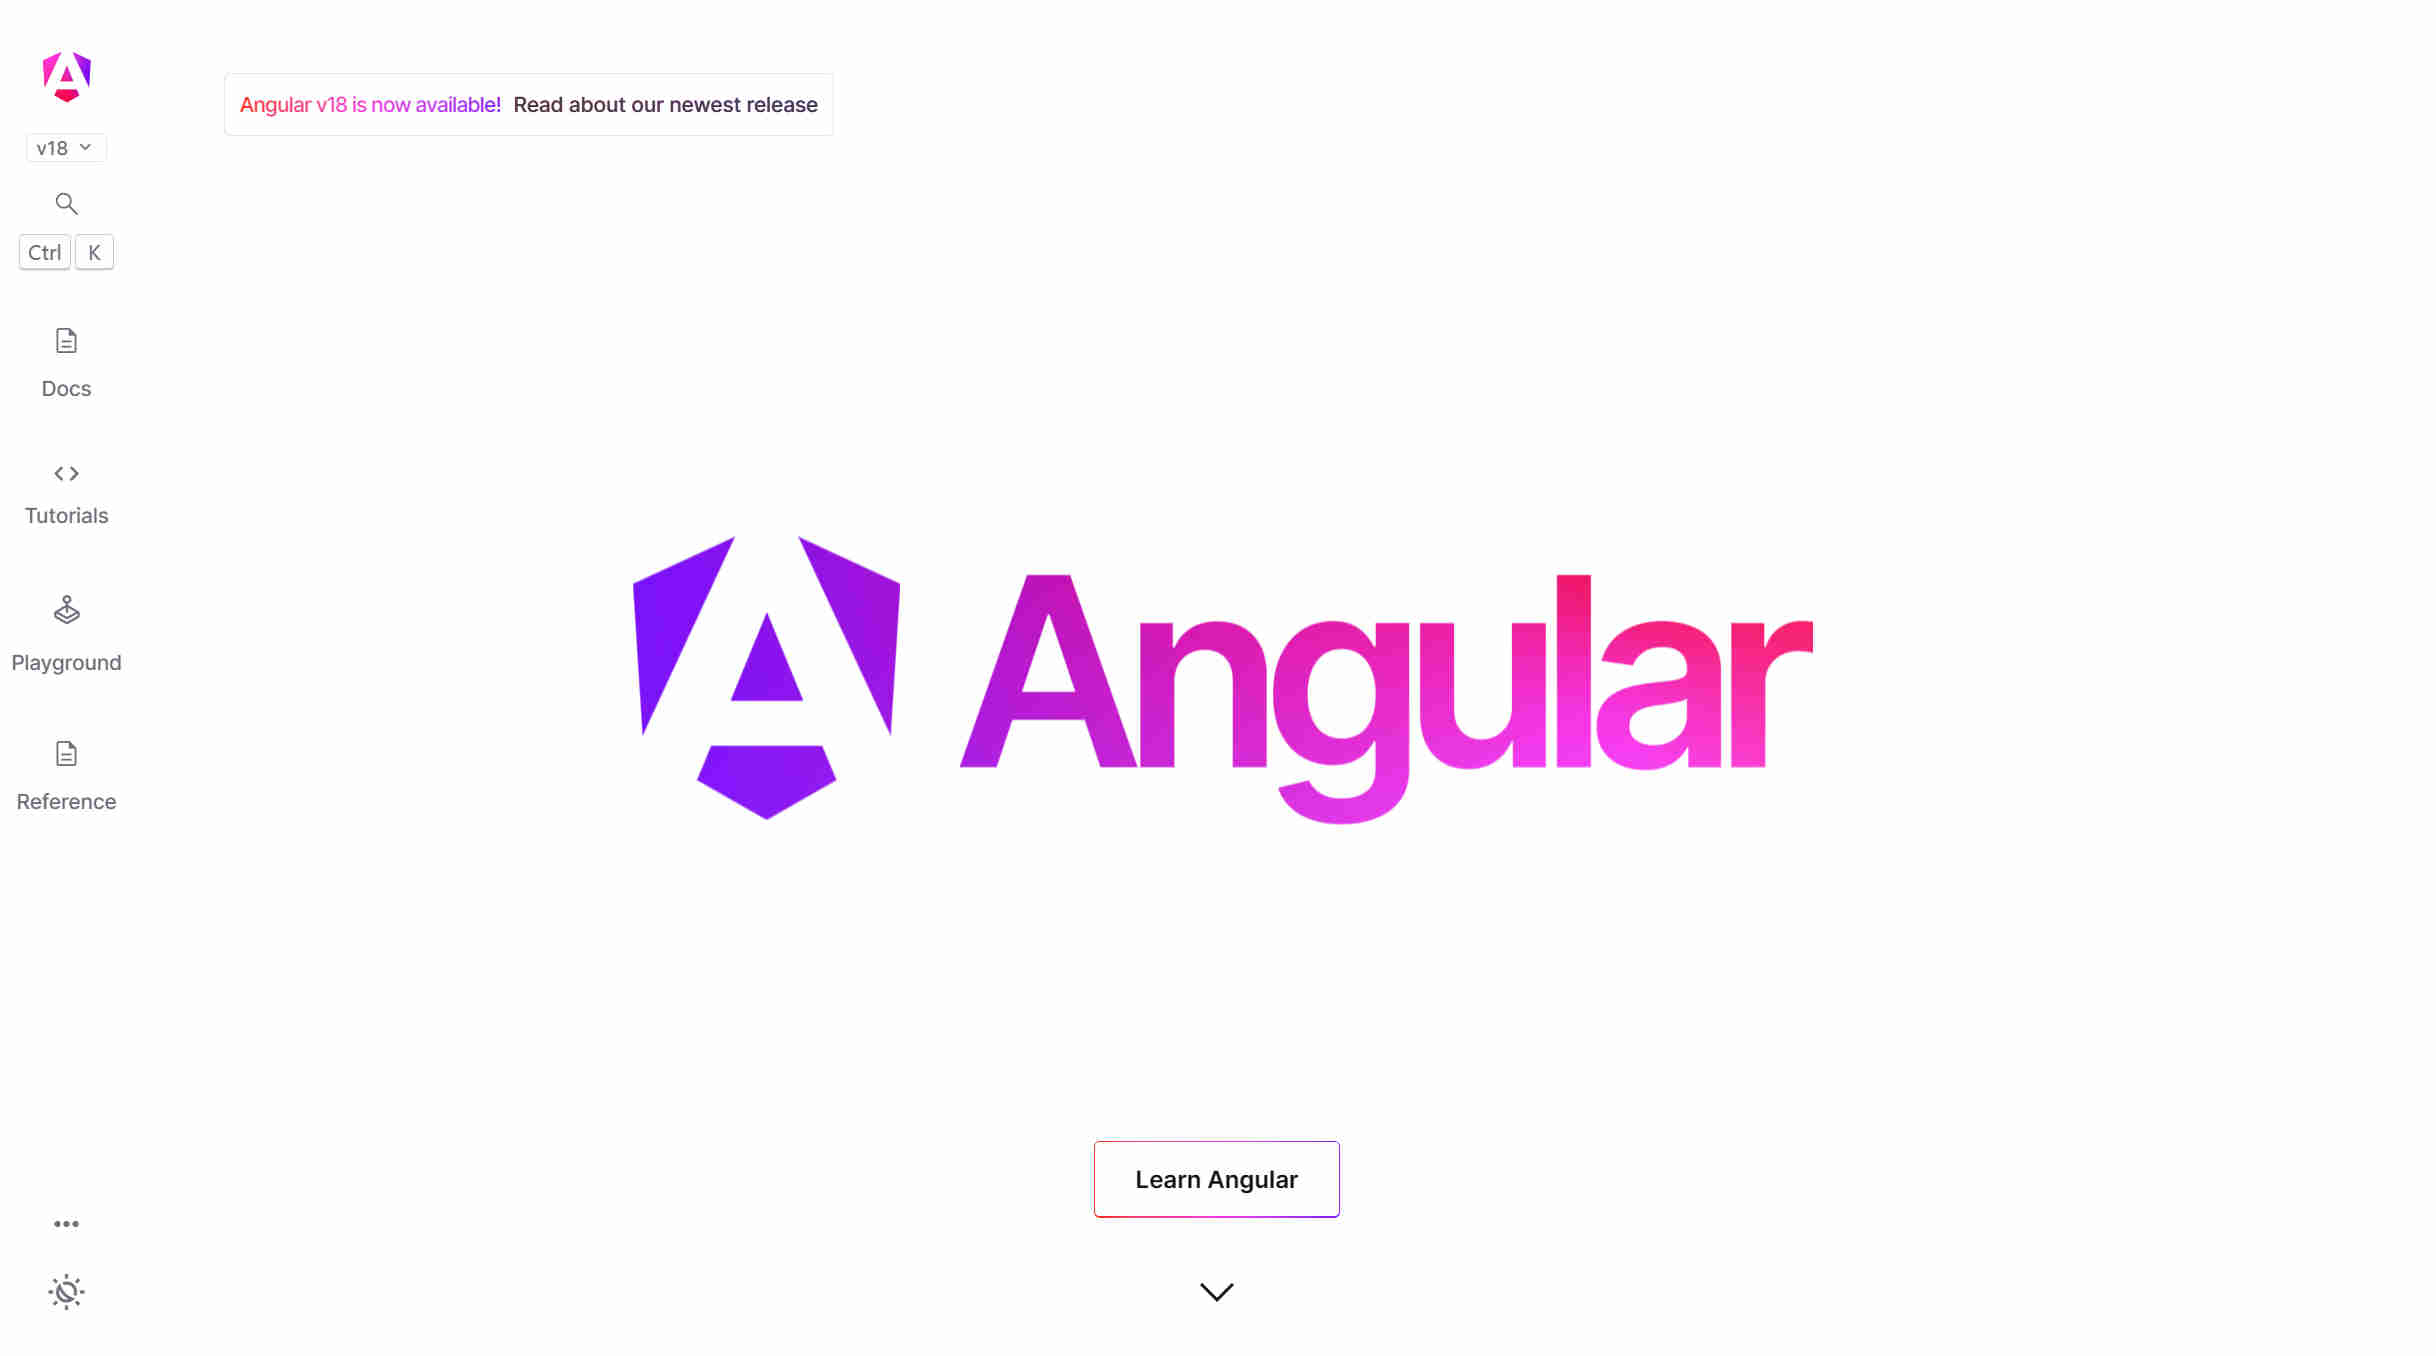 v18
Ctrl K
Docs
Tutorials
Playground
Reference
Angular v18 is now available! Read about our newest release
Angular
Learn Angular